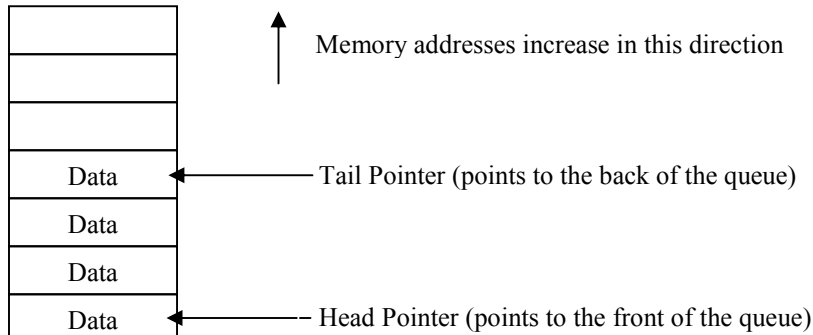 Memory addresses increase in this direction
Data
Tail Pointer (points to the back of the queue)
Data
Data
Data
Head Pointer (points to the front of the queue)